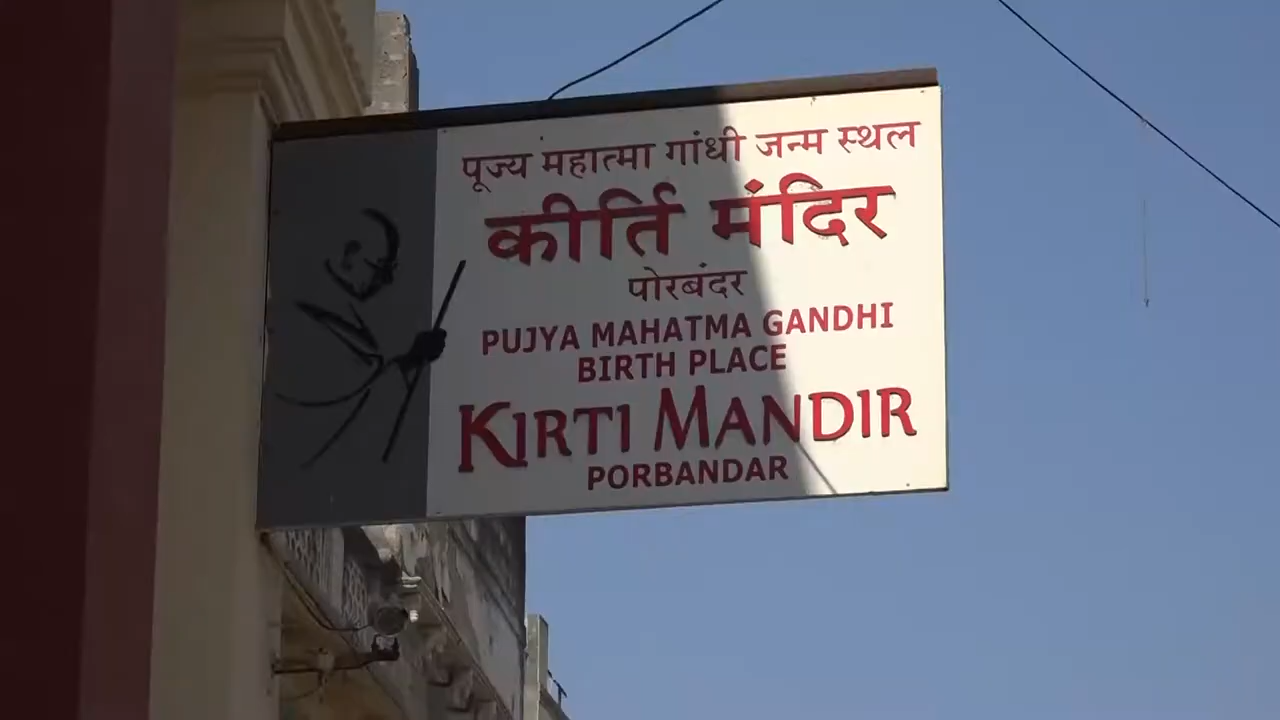 पूज्य महात्मा गांधी जन्म स्थल
कीर्ति मंदिर
पोरबंदर
PUJYA MAHATMA GANDHI
BIRTH PLACE
KIRTI MANDIR
PORBANDAR